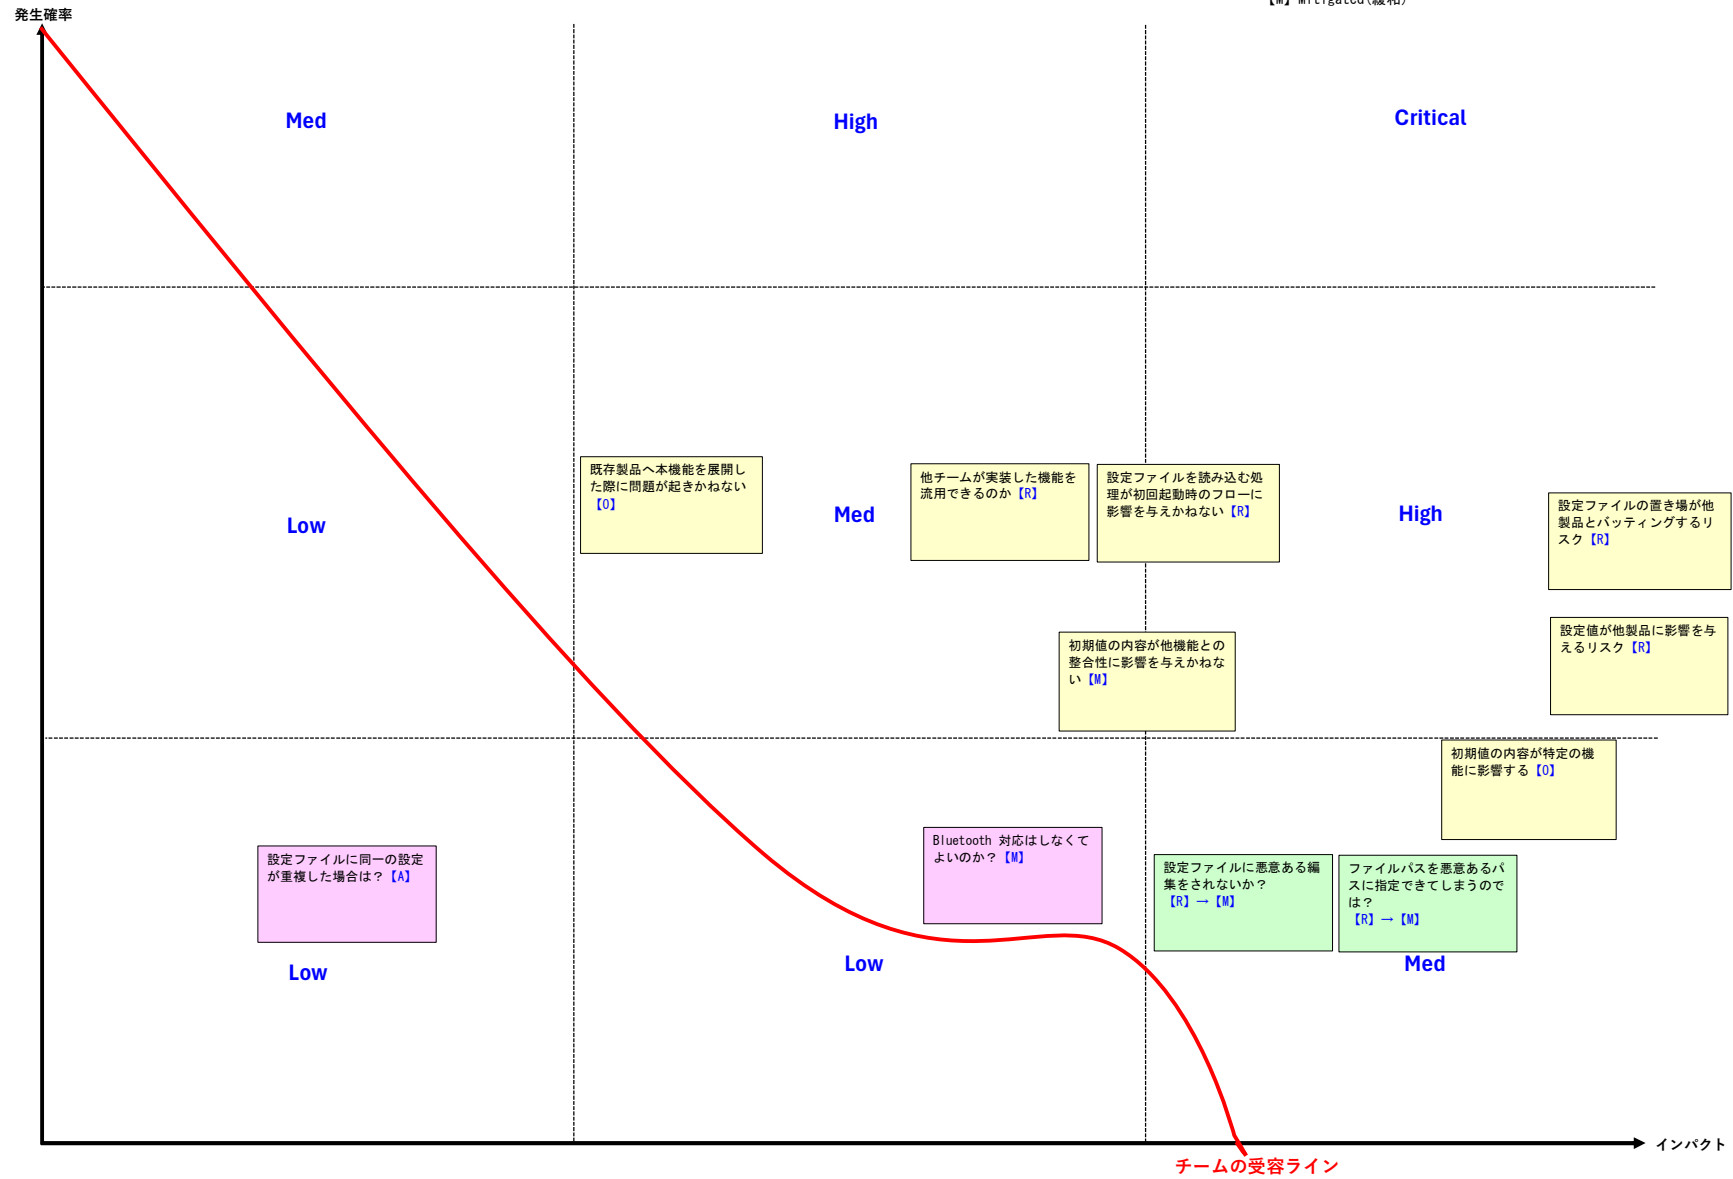 【M】Mitigated(緩和)
発生確率
Med
High
Critical
既存製品へ本機能を展開し
た際に問題が起きかねない
【O】
他チームが実装した機能を
流用できるのか【R】
設定ファイルを読み込む処
理が初回起動時のフローに
影響を与えかねない【R】
設定ファイルの置き場が他
製品とバッティングするリ
スク【R】
Low
Med
High
初期値の内容が他機能との
整合性に影響を与えかねな
い【M】
設定値が他製品に影響を与
えるリスク【R】
初期値の内容が特定の機
能に影響する【O】
設定ファイルに同一の設定
が重複した場合は？【A】
Bluetooth 対応はしなくて
よいのか？【M】
設定ファイルに悪意ある編
集をされないか？
【R】→【M】
ファイルパスを悪意あるパ
スに指定できてしまうので
は？
【R】→【M】
Low
Low
Med
インパクト
チームの受容ライン